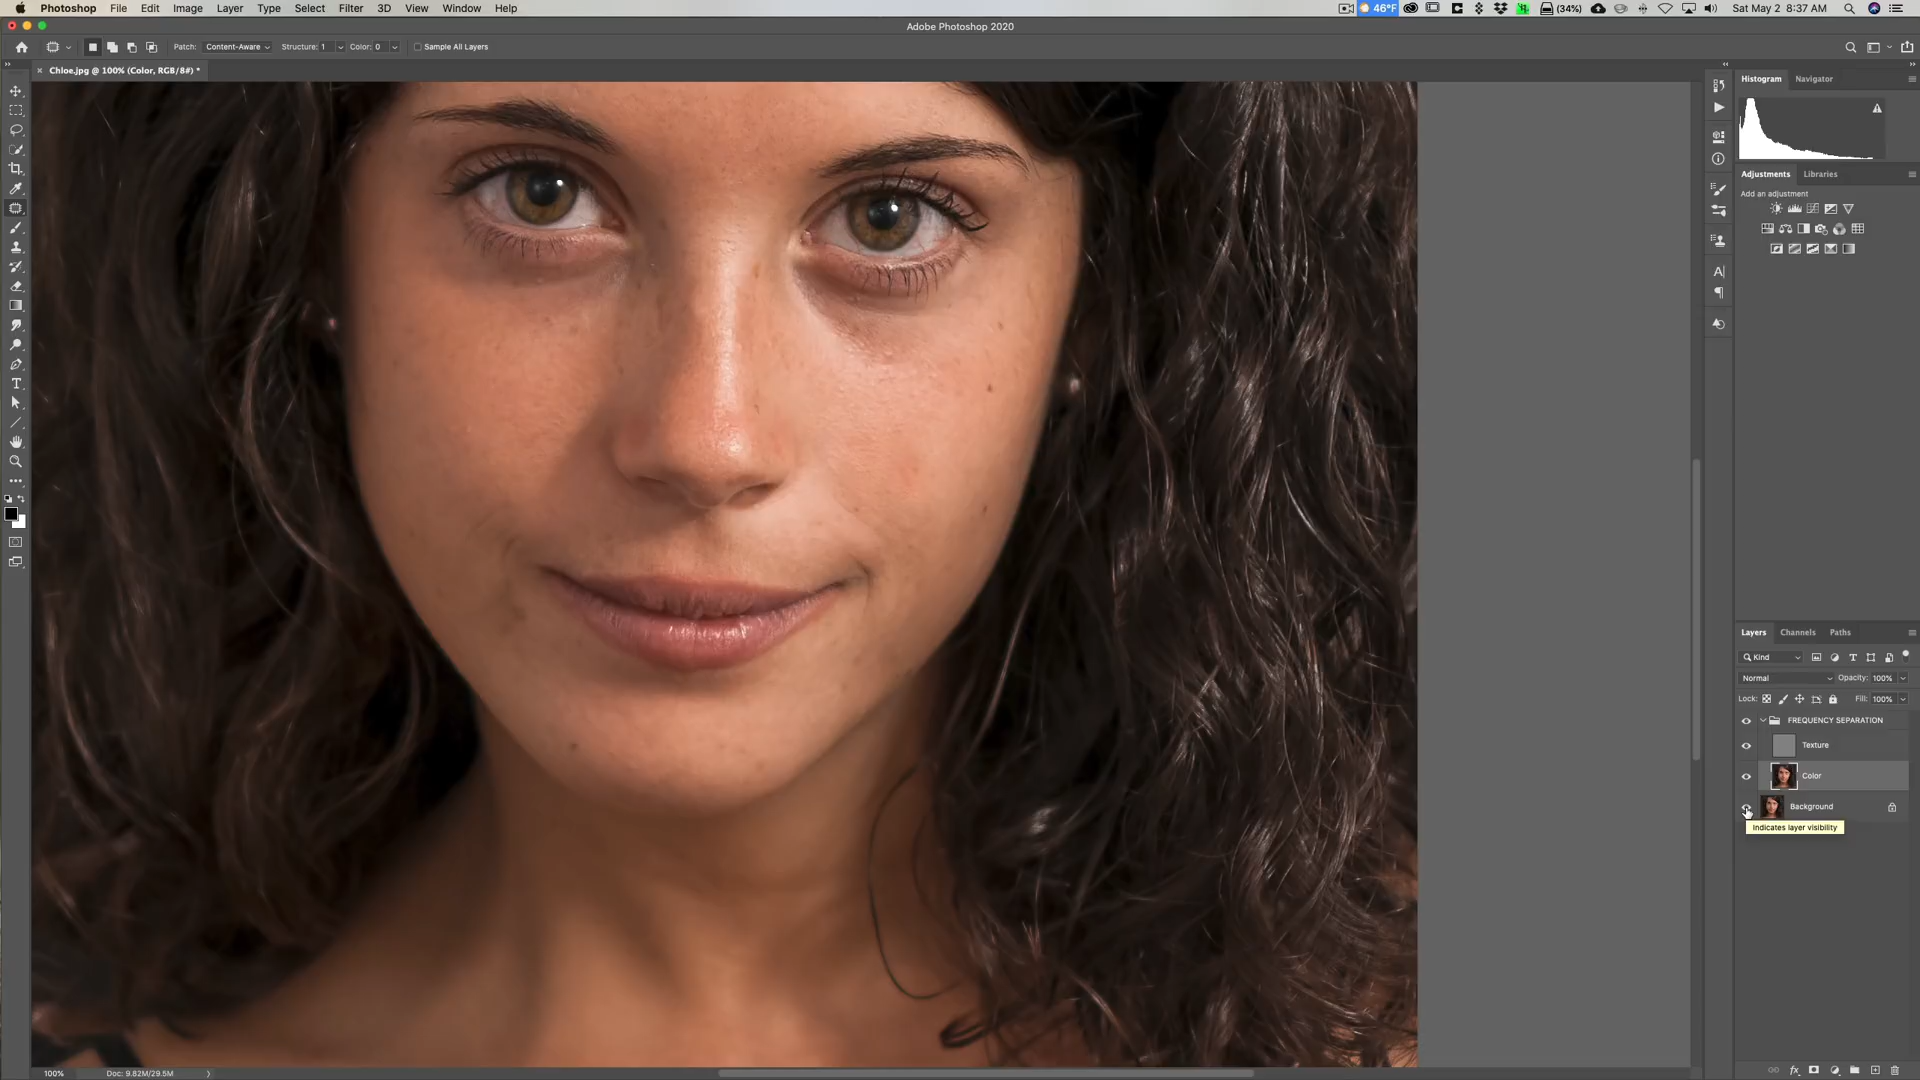 Photoshop File Edit Image Layer Type Select Filter 3D View Window Help 46°F (34%) Sat May 2 8:37 AM
Adobe Photoshop 2020
Patch: Content-Aware Structure: 1 Color: 0 Sample All Layers
Chloe.jpg @ 100% (Color, RGB/8#) *
Histogram Navigator
Adjustments Libraries
Add an adjustment
Layers Channels Paths
Kind
Normal Opacity: 100%
Lock: Fill: 100%
FREQUENCY SEPARATION
Texture
Color
Background
Indicates layer visibility
100% Doc: 9.82M/29.5M